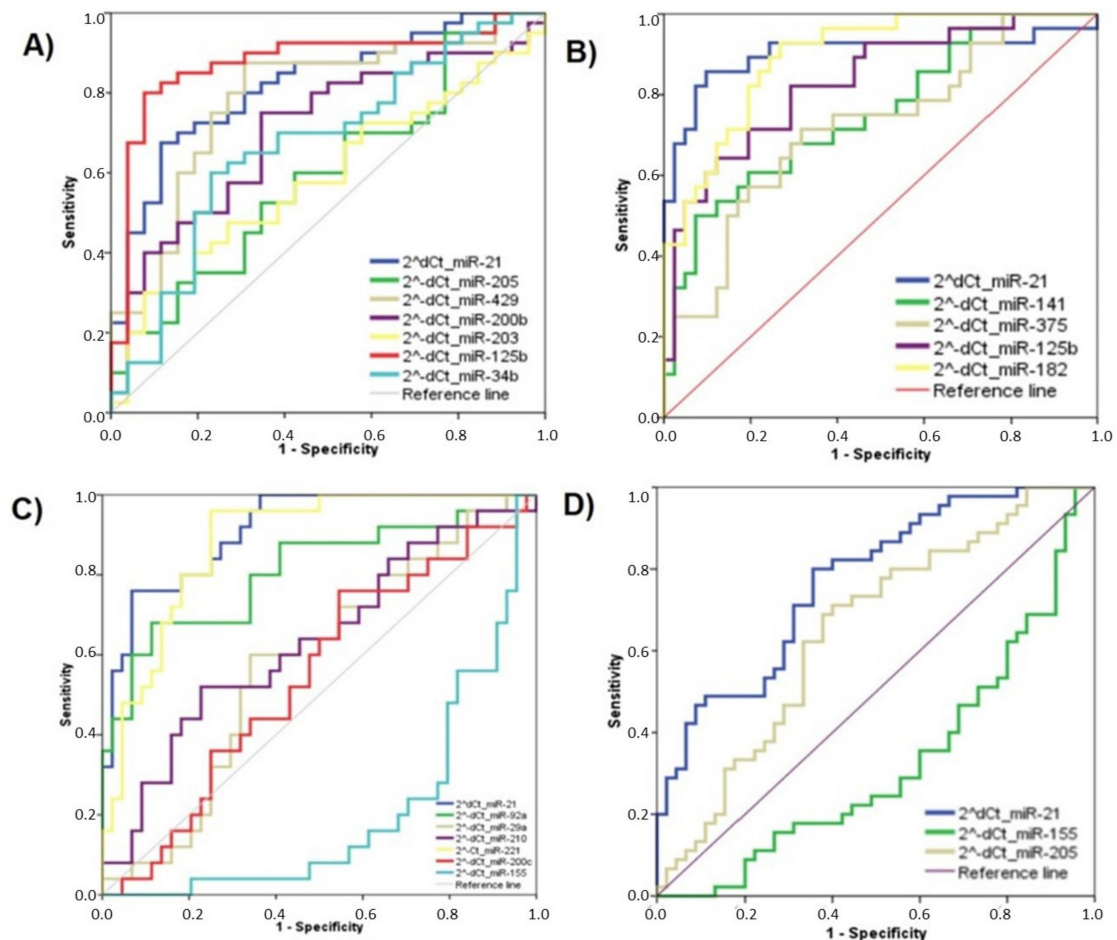 A)
1.0
0.8
0.6
0.4
0.2
0.0
Sensitivity
2^dCt_miR-21
2^-dCt_miR-205
2^-dCt_miR-429
2^-dCt_miR-200b
2^-dCt_miR-203
2^-dCt_miR-125b
2^-dCt_miR-34b
Reference line
0.0 0.2 0.4 0.6 0.8 1.0
1 - Specificity
B)
1.0
0.8
0.6
0.4
0.2
0.0
Sensitivity
2^dCt_miR-21
2^-dCt_miR-141
2^-dCt_miR-375
2^-dCt_miR-125b
2^-dCt_miR-182
Reference line
0.0 0.2 0.4 0.6 0.8 1.0
1 - Specificity
C)
1.0
0.8
0.6
0.4
0.2
0.0
Sensitivity
2^dCt_miR-21
2^-dCt_miR-92a
2^-dCt_miR-29a
2^-dCt_miR-210
2^-Ct_miR-221
2^-dCt_miR-200c
2^-dCt_miR-155
Reference line
0.0 0.2 0.4 0.6 0.8 1.0
1 - Specificity
D)
1.0
0.8
0.6
0.4
0.2
0.0
Sensitivity
2^dCt_miR-21
2^-dCt_miR-155
2^-dCt_miR-205
Reference line
0.0 0.2 0.4 0.6 0.8 1.0
1 - Specificity